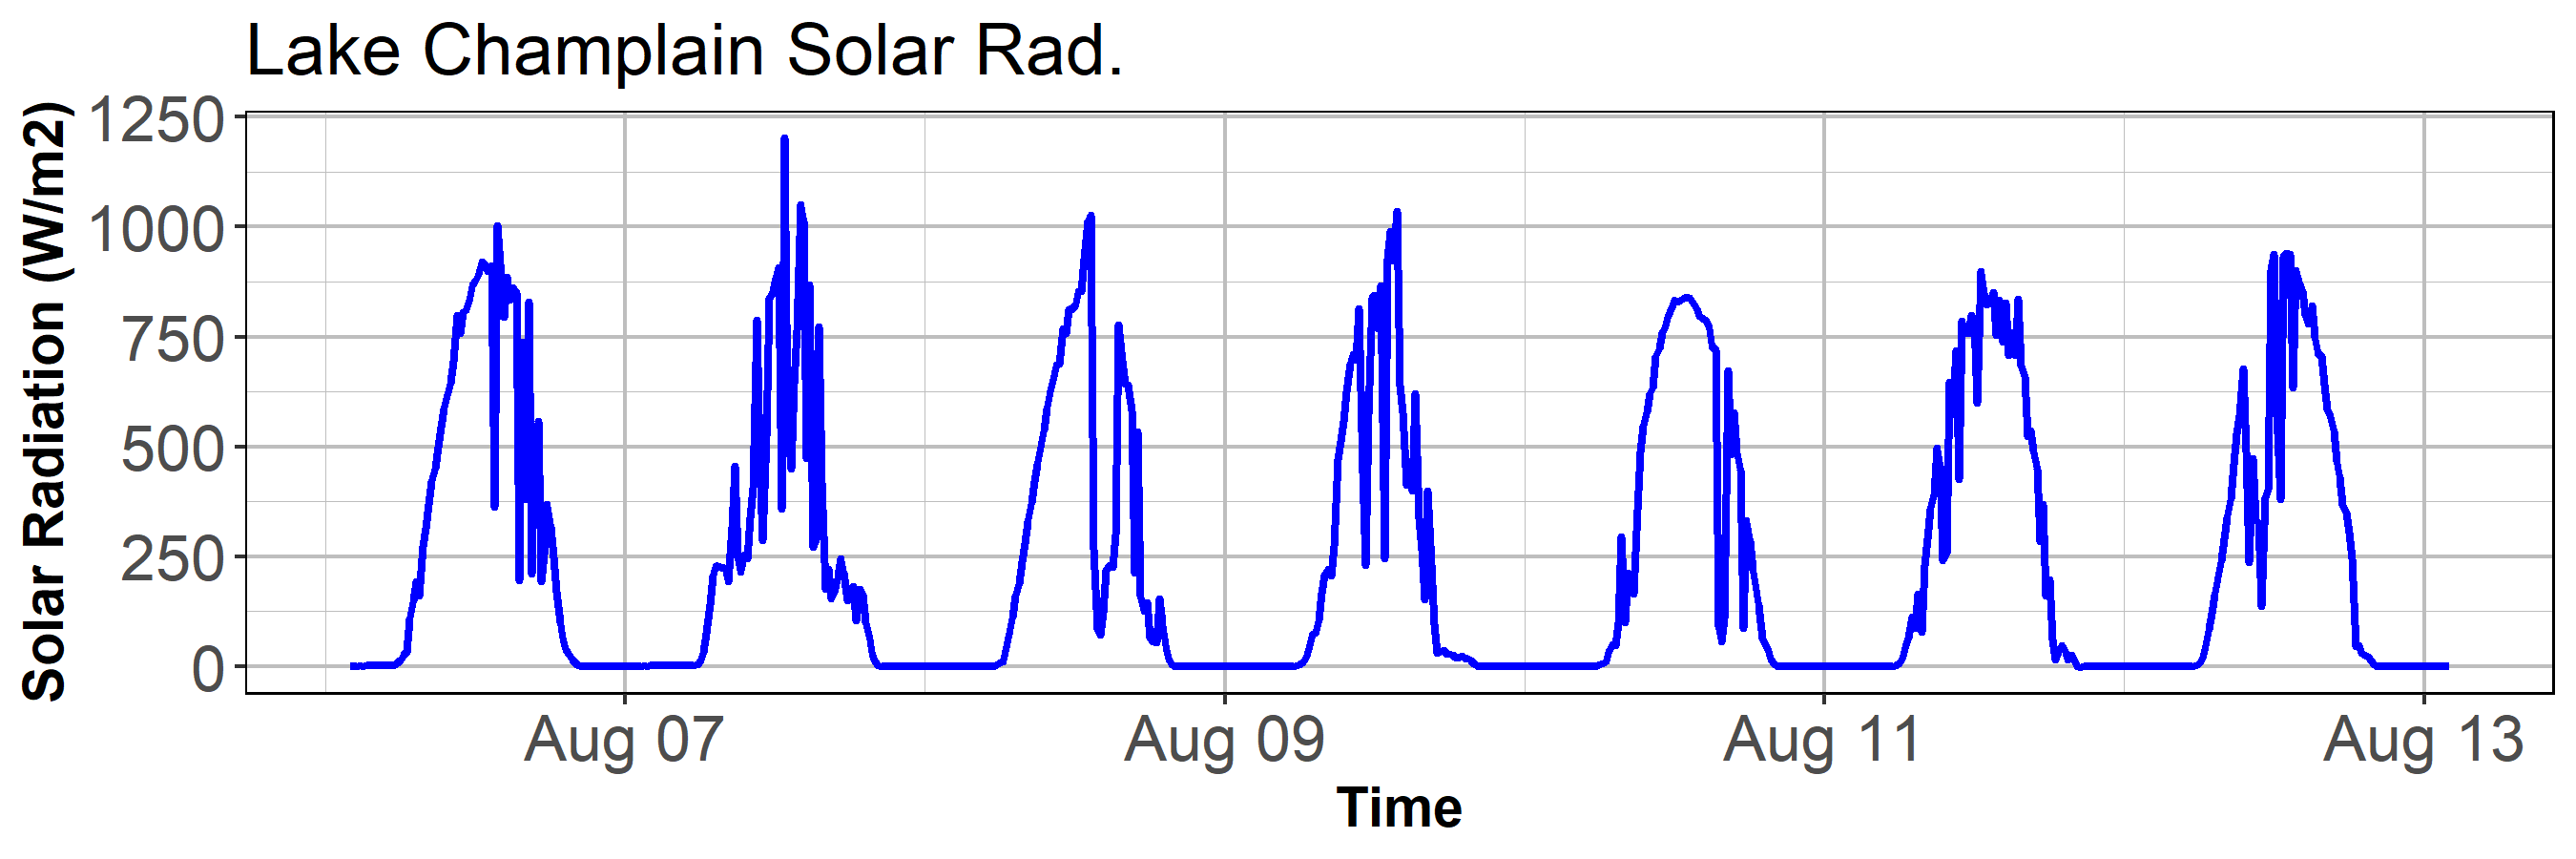 Lake Champlain Solar Rad.
Solar Radiation (W/m2)
1250
1000
750
500
250
0
Aug 07
Aug 09
Aug 11
Aug 13
Time